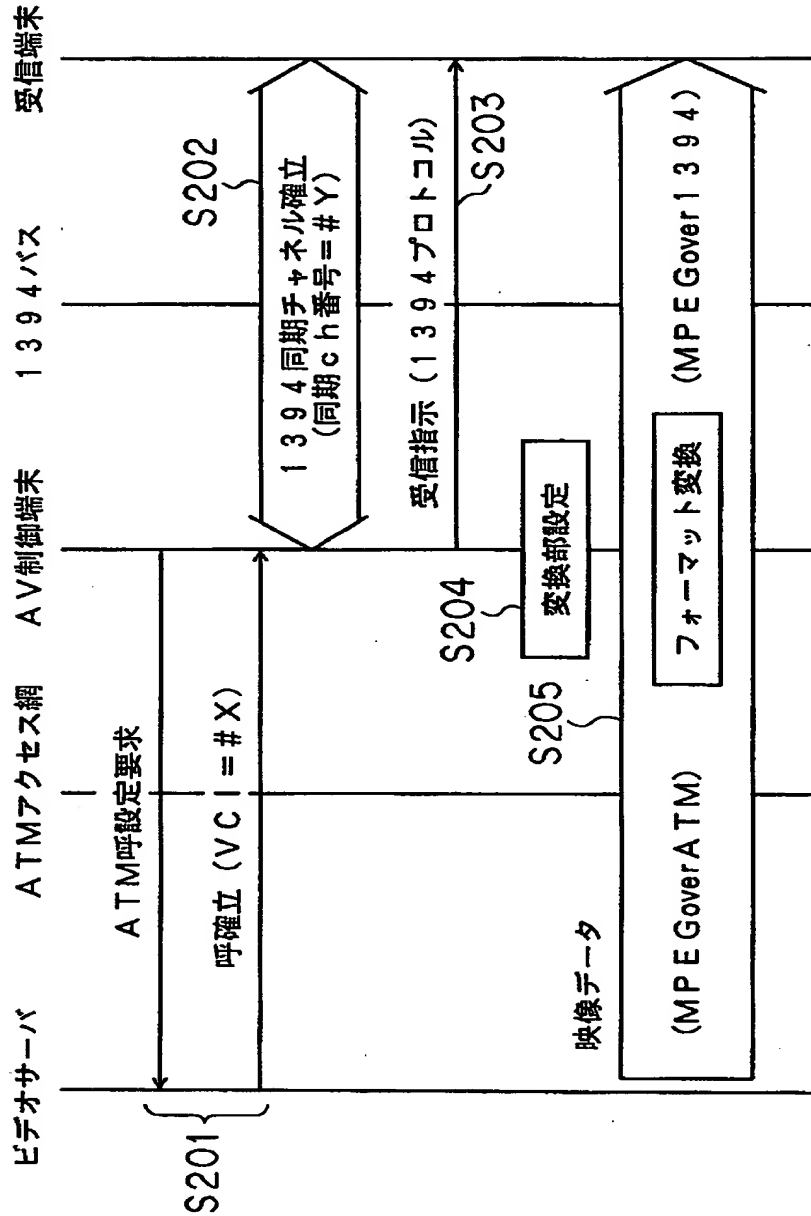 ビデオサーバ
ATMアクセス網
AV制御端末
1394バス
受信端末
S201
ATM呼設定要求
呼確立(VCI=#X)
S202
1394同期チャネル確立
(同期ch番号=#Y)
受信指示(1394プロトコル)
S203
S204
変換部設定
S205
映像データ
(MPEGoverATM)
フォーマット変換
(MPEGover1394)